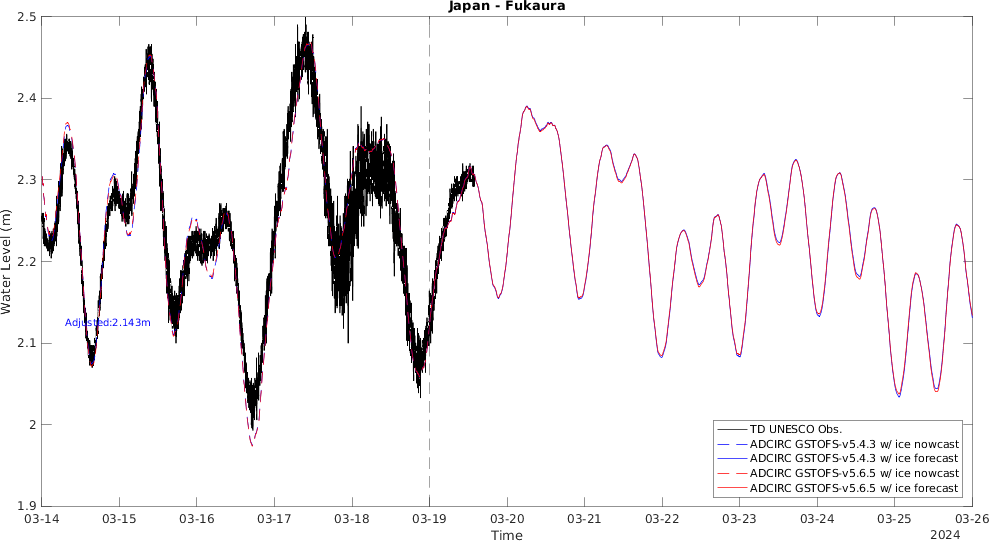 Japan - Fukaura
Water Level (m)
2.5
2.4
2.3
2.2
2.1
2
1.9
Adjusted:2.143m
TD UNESCO Obs.
ADCIRC GSTOFS-v5.4.3 w/ ice nowcast
ADCIRC GSTOFS-v5.4.3 w/ ice forecast
ADCIRC GSTOFS-v5.6.5 w/ ice nowcast
ADCIRC GSTOFS-v5.6.5 w/ ice forecast
03-14 03-15 03-16 03-17 03-18 03-19 03-20 03-21 03-22 03-23 03-24 03-25 03-26
Time
2024